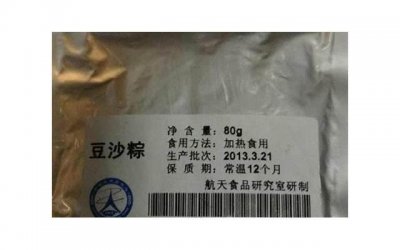 豆沙粽
净 含 量: 80g
食用方法: 加热食用
生产批次: 2013.3.21
保 质 期: 常温12个月
航天食品研究室研制